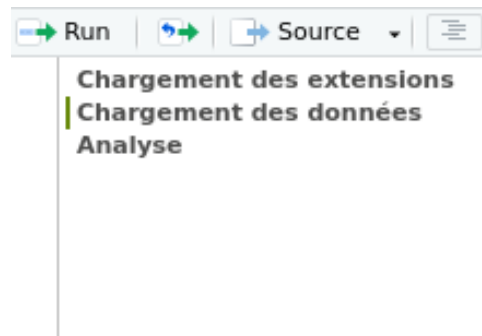 Run Source
Chargement des extensions
Chargement des données
Analyse